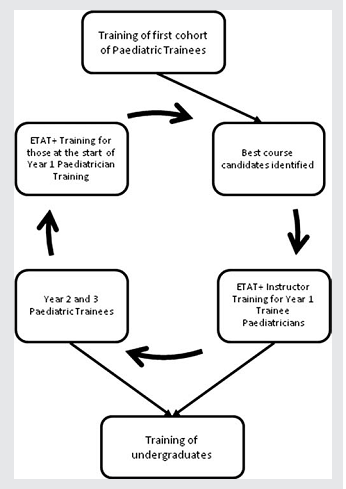 Training of first cohort
of Paediatric Trainees
ETAT+ Training for
those at the start of
Year 1 Paediatrician
Training
Best course
candidates identified
Year 2 and 3
Paediatric Trainees
ETAT+ Instructor
Training for Year 1
Trainee
Paediatricians
Training of
undergraduates